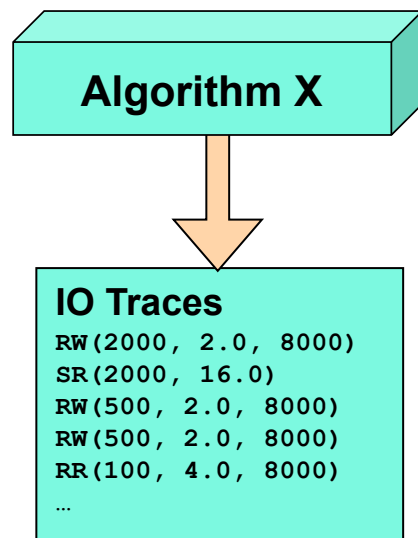 Algorithm X
IO Traces
RW(2000, 2.0, 8000)
SR(2000, 16.0)
RW(500, 2.0, 8000)
RW(500, 2.0, 8000)
RR(100, 4.0, 8000)
…